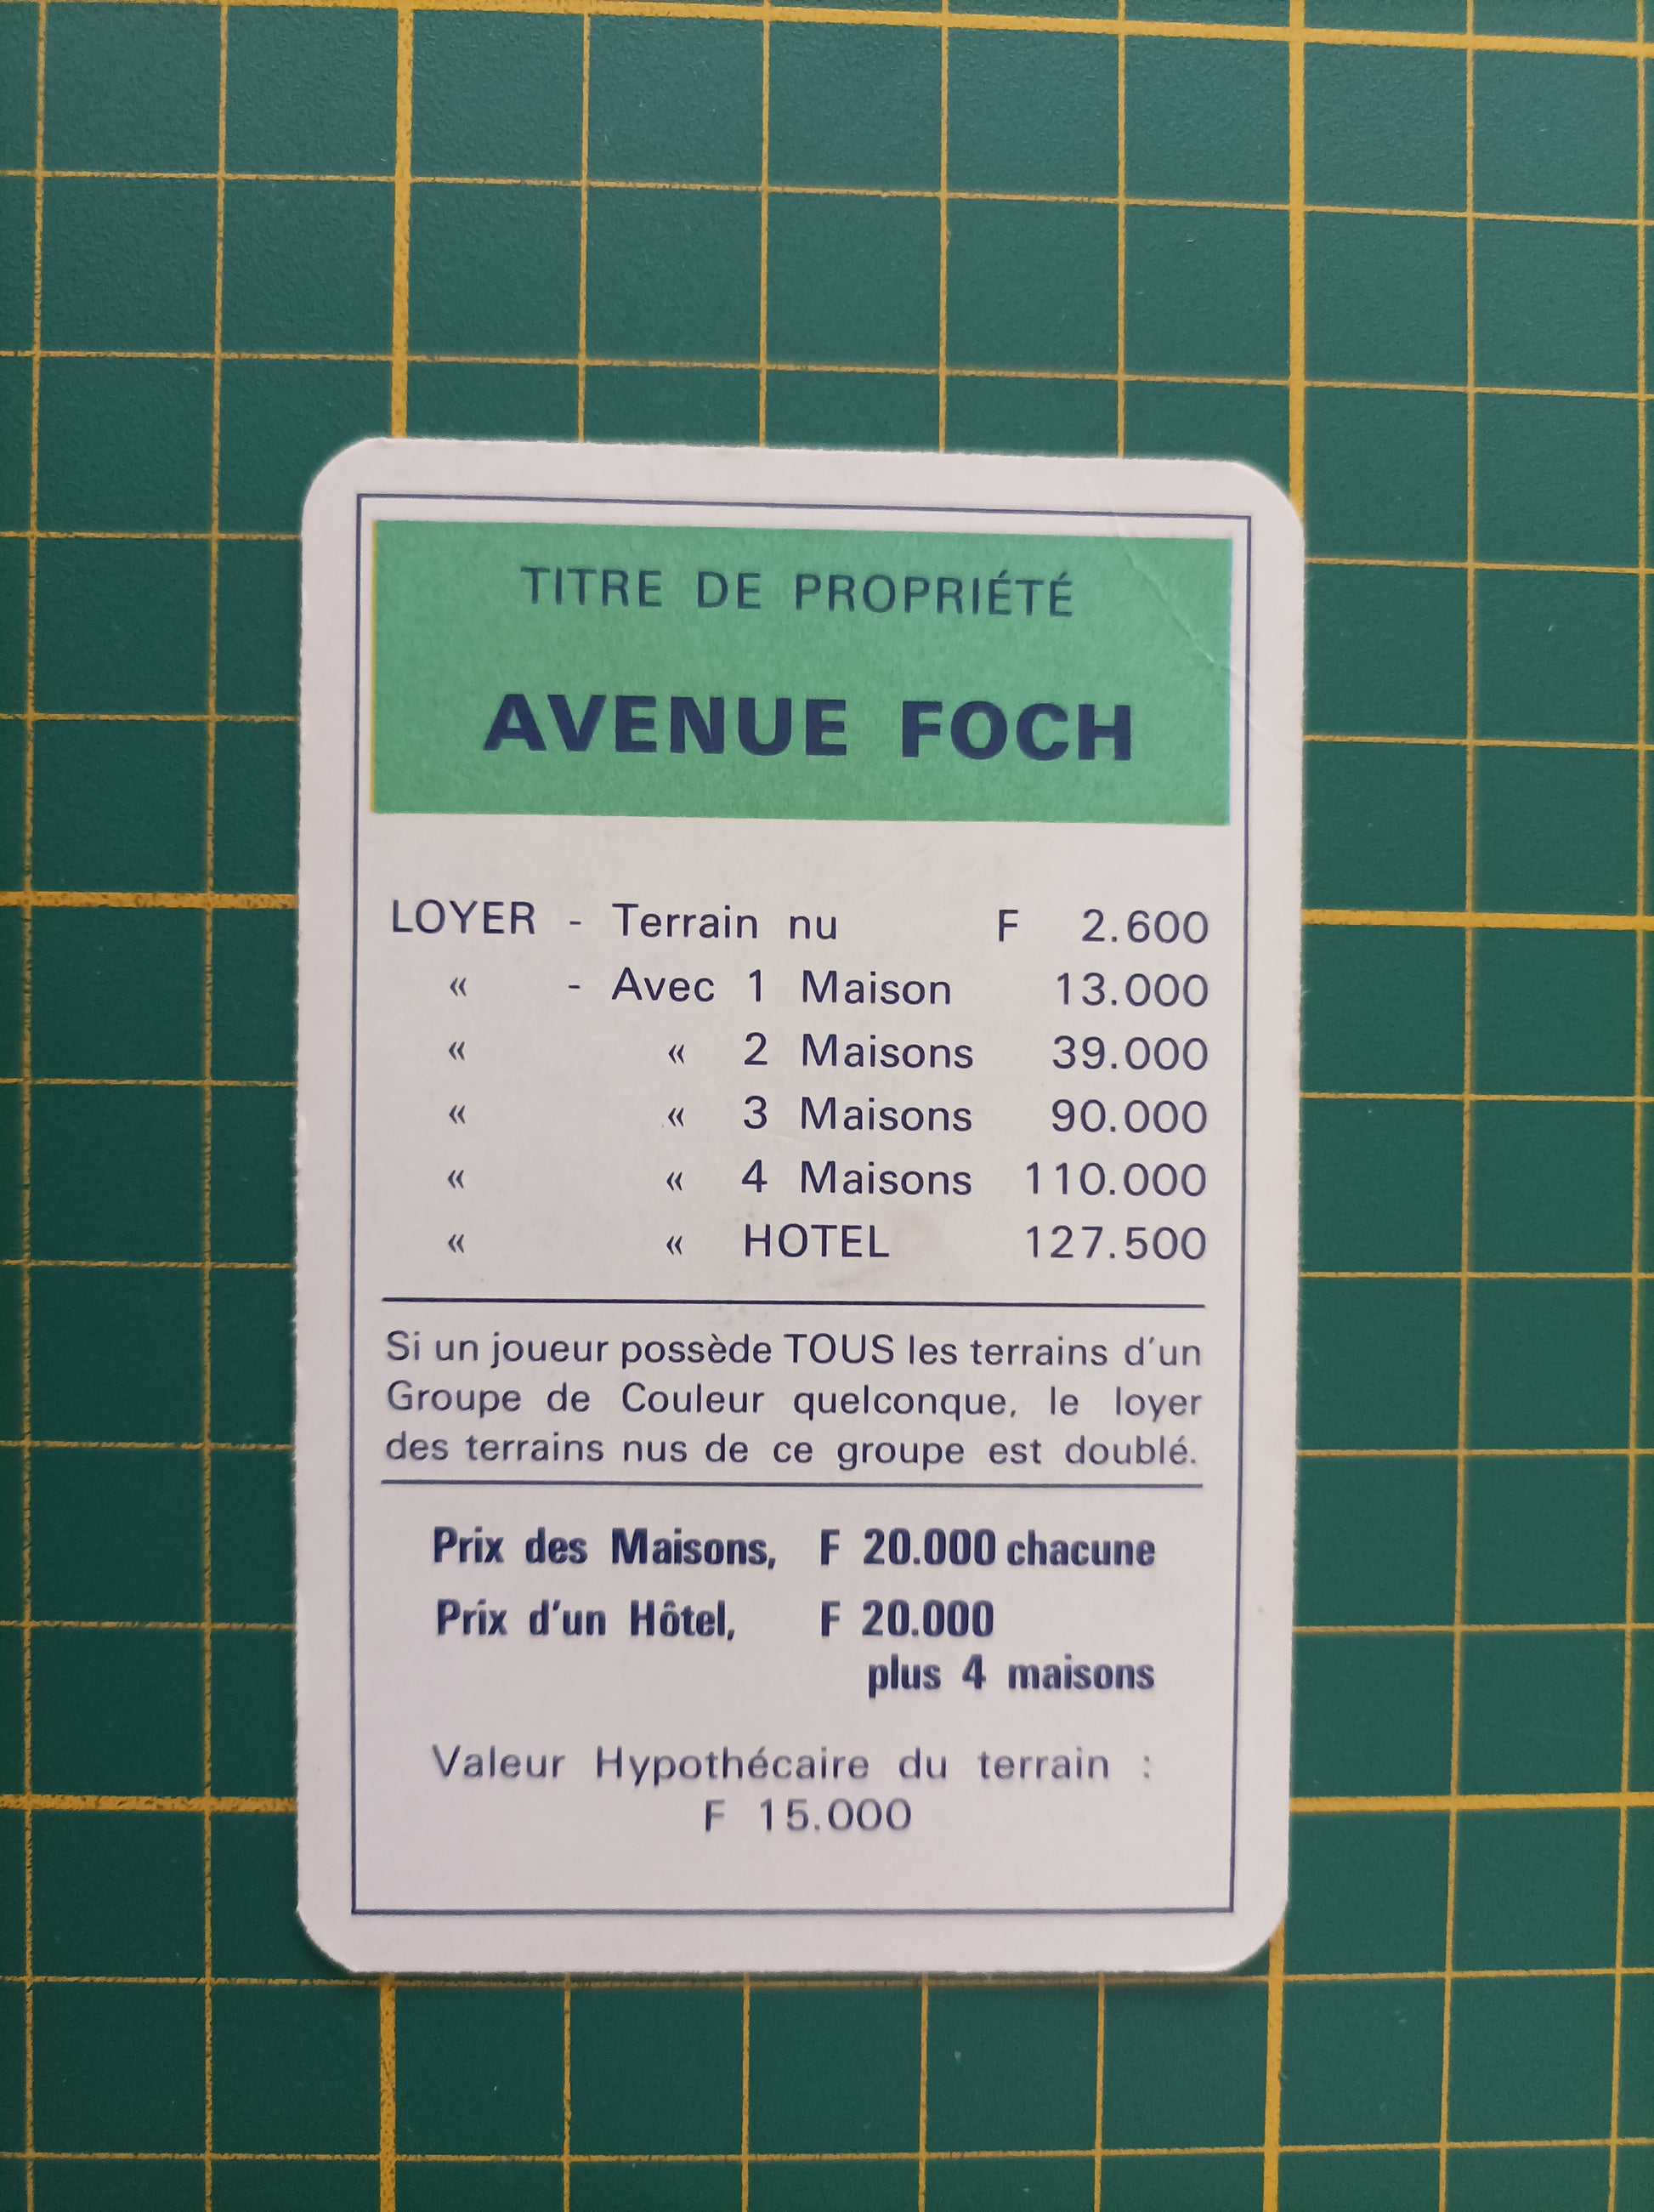 TITRE DE PROPRIÉTÉ
AVENUE FOCH
LOYER - Terrain nu F 2.600
« - Avec 1 Maison 13.000
« « 2 Maisons 39.000
« « 3 Maisons 90.000
« « 4 Maisons 110.000
« « HOTEL 127.500
Si un joueur possède TOUS les terrains d'un
Groupe de Couleur quelconque, le loyer
des terrains nus de ce groupe est doublé.
Prix des Maisons, F 20.000 chacune
Prix d'un Hôtel, F 20.000
plus 4 maisons
Valeur Hypothécaire du terrain :
F 15.000